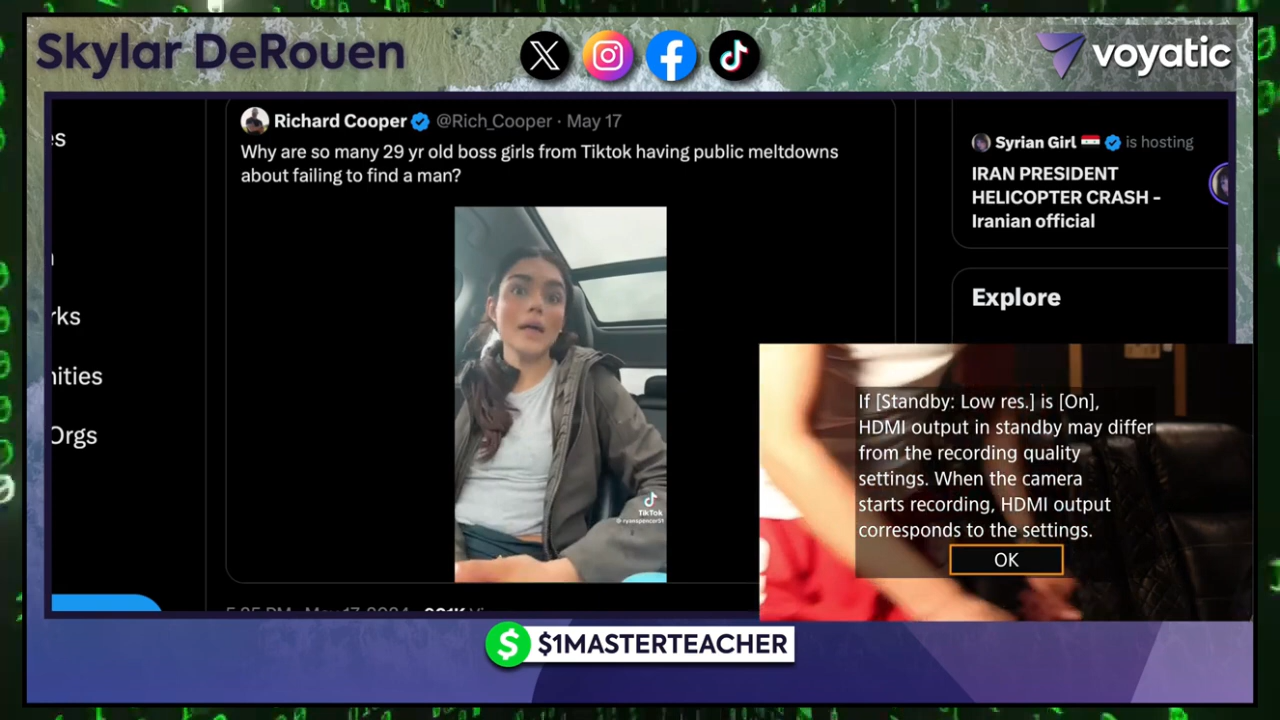 Skylar DeRouen
voyatic
es
Richard Cooper @Rich_Cooper · May 17
Why are so many 29 yr old boss girls from Tiktok having public meltdowns
about failing to find a man?
Syrian Girl is hosting
IRAN PRESIDENT
HELICOPTER CRASH -
Iranian official
Explore
rks
nities
Orgs
TikTok
If [Standby: Low res.] is [On],
HDMI output in standby may differ
from the recording quality
settings. When the camera
starts recording, HDMI output
corresponds to the settings.
OK
$ $1MASTERTEACHER